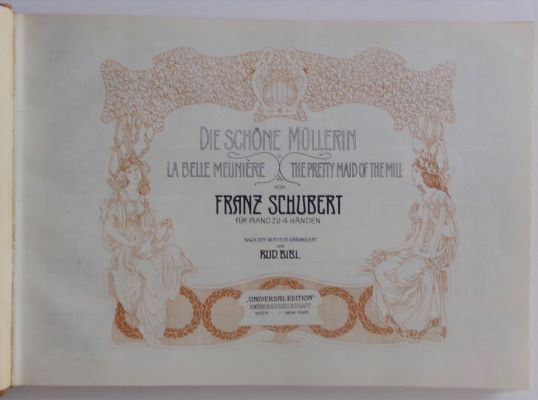 DIE SCHÖNE MÜLLERIN
LA BELLE MEUNIÈRE THE PRETTY MAID OF THE MILL
VON
FRANZ SCHUBERT
FÜR PIANO ZU 4 HÄNDEN
NACH DER PARTITUR ARRANGIERT
VON
RUD. BIBL.
„UNIVERSAL-EDITION"
AKTIENGESELLSCHAFT
WIEN — NEW YORK